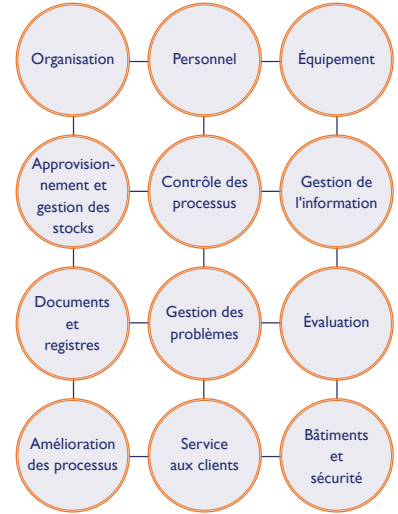 Organisation
Personnel
Équipement
Approvision-
nement et
gestion des
stocks
Contrôle des
processus
Gestion de
l'information
Documents
et
registres
Gestion des
problèmes
Évaluation
Amélioration
des processus
Service
aux clients
Bâtiments
et
sécurité